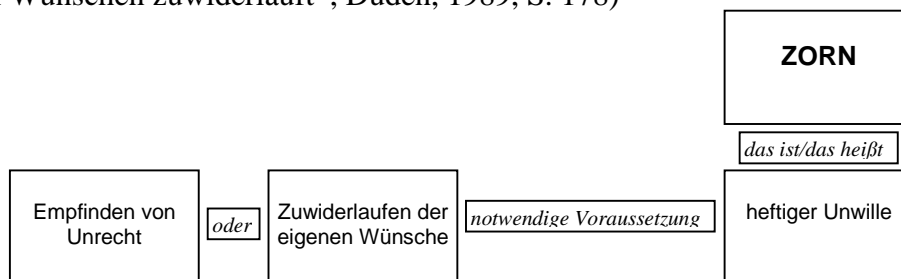 Wünschen zuwiderläuft“, Duden, 1989, S. 178)
ZORN
das ist/das heißt
Empfinden von
Unrecht
oder
Zuwiderlaufen der
eigenen Wünsche
notwendige Voraussetzung
heftiger Unwille